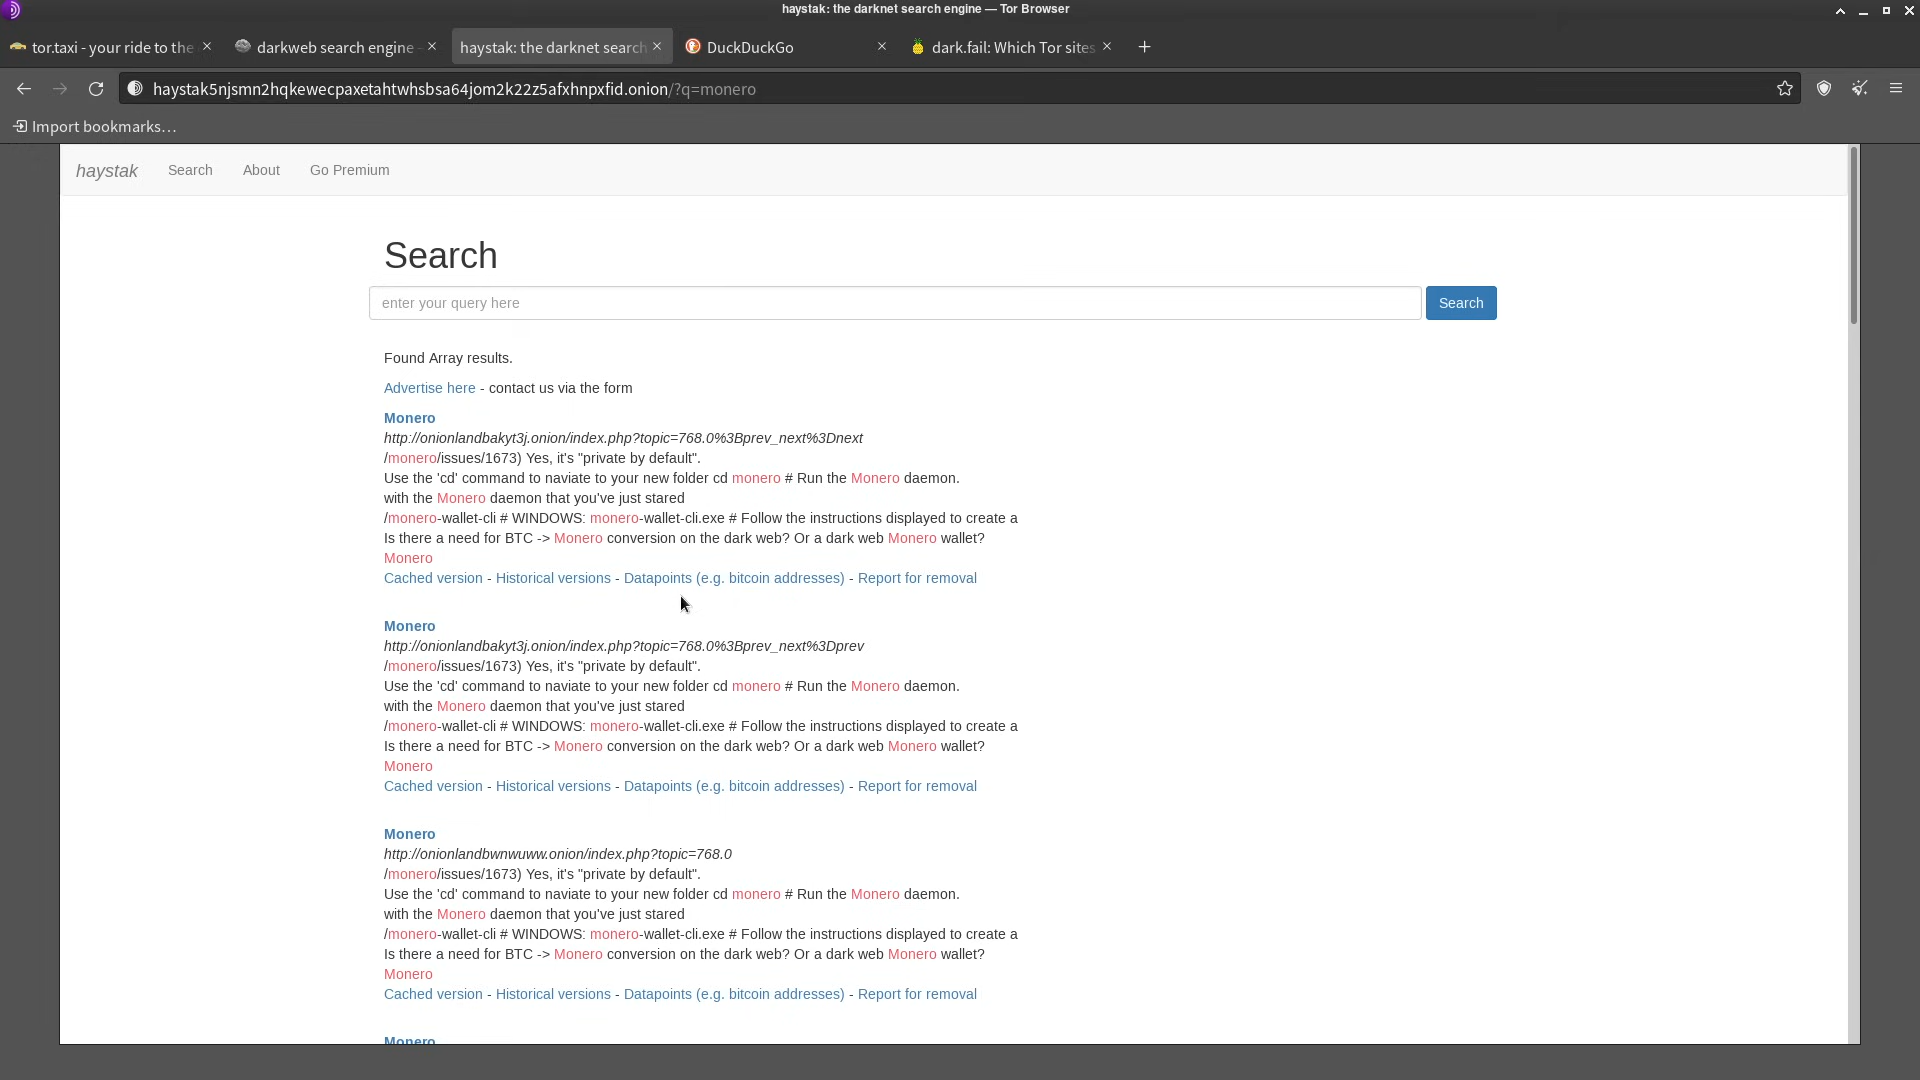 haystak: the darknet search engine — Tor Browser
tor.taxi - your ride to the
darkweb search engine -
haystak: the darknet search
DuckDuckGo
dark.fail: Which Tor sites
haystak5njsmn2hqkewecpaxetahtwhsbsa64jom2k22z5afxhnpxfid.onion/?q=monero
Import bookmarks…
haystak Search About Go Premium
Search
enter your query here Search
Found Array results.
Advertise here - contact us via the form
Monero
http://onionlandbakyt3j.onion/index.php?topic=768.0%3Bprev_next%3Dnext
/monero/issues/1673) Yes, it's "private by default".
Use the 'cd' command to naviate to your new folder cd monero # Run the Monero daemon.
with the Monero daemon that you've just stared
/monero-wallet-cli # WINDOWS: monero-wallet-cli.exe # Follow the instructions displayed to create a
Is there a need for BTC -> Monero conversion on the dark web? Or a dark web Monero wallet?
Monero
Cached version - Historical versions - Datapoints (e.g. bitcoin addresses) - Report for removal
Monero
http://onionlandbakyt3j.onion/index.php?topic=768.0%3Bprev_next%3Dprev
/monero/issues/1673) Yes, it's "private by default".
Use the 'cd' command to naviate to your new folder cd monero # Run the Monero daemon.
with the Monero daemon that you've just stared
/monero-wallet-cli # WINDOWS: monero-wallet-cli.exe # Follow the instructions displayed to create a
Is there a need for BTC -> Monero conversion on the dark web? Or a dark web Monero wallet?
Monero
Cached version - Historical versions - Datapoints (e.g. bitcoin addresses) - Report for removal
Monero
http://onionlandbwnwuww.onion/index.php?topic=768.0
/monero/issues/1673) Yes, it's "private by default".
Use the 'cd' command to naviate to your new folder cd monero # Run the Monero daemon.
with the Monero daemon that you've just stared
/monero-wallet-cli # WINDOWS: monero-wallet-cli.exe # Follow the instructions displayed to create a
Is there a need for BTC -> Monero conversion on the dark web? Or a dark web Monero wallet?
Monero
Cached version - Historical versions - Datapoints (e.g. bitcoin addresses) - Report for removal
Monero